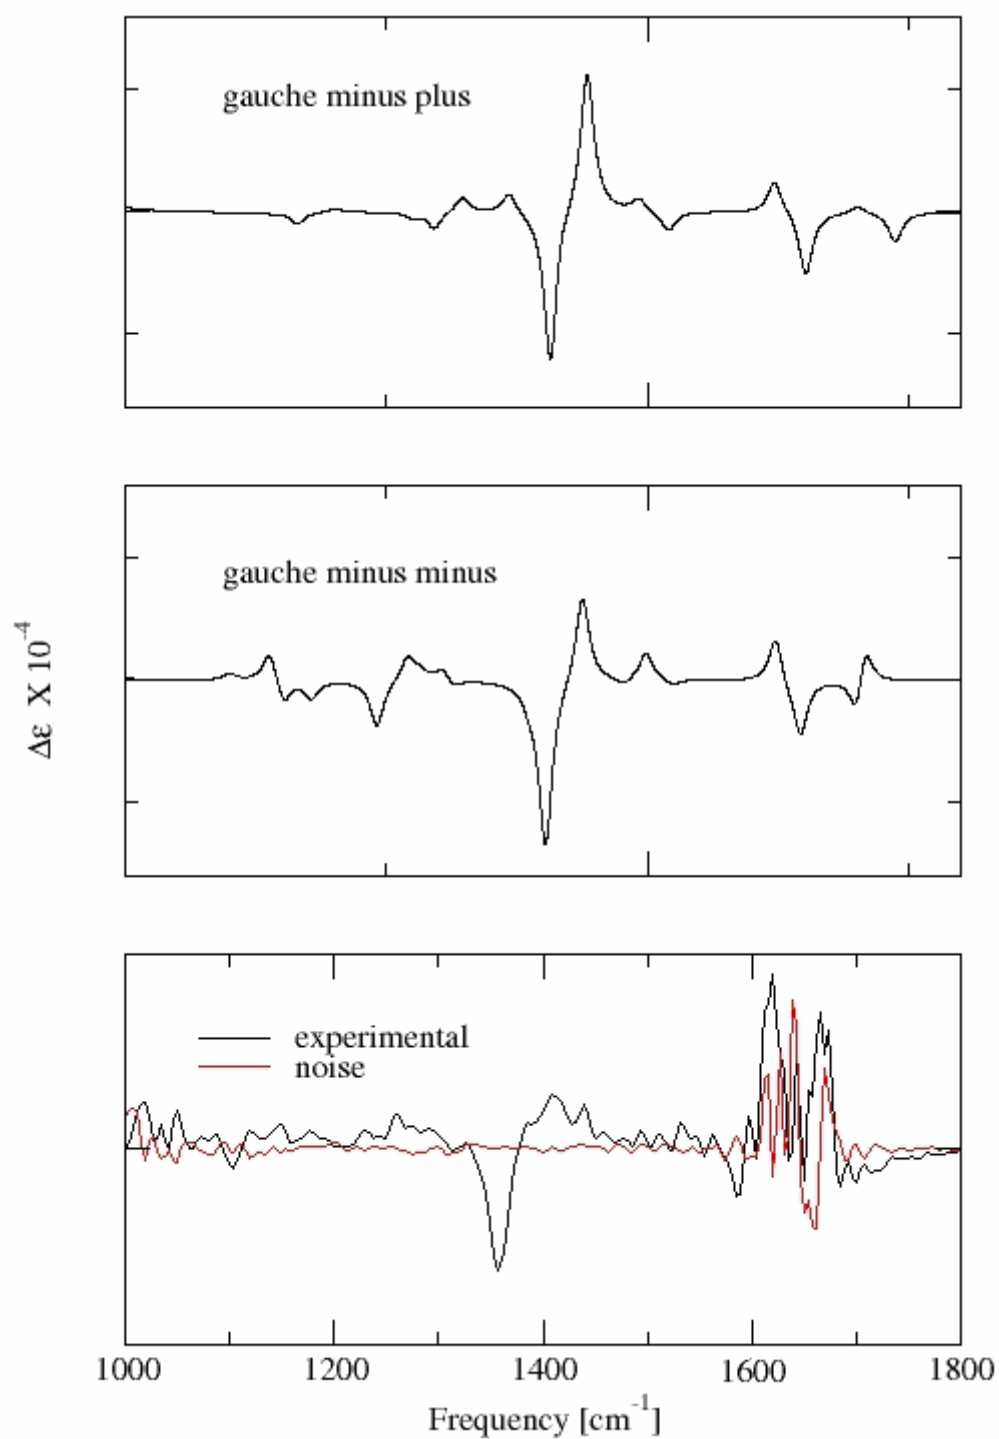 gauche minus plus
gauche minus minus
Δε X 10⁻⁴
experimental
noise
1000 1200 1400 1600 1800
Frequency [cm⁻¹]